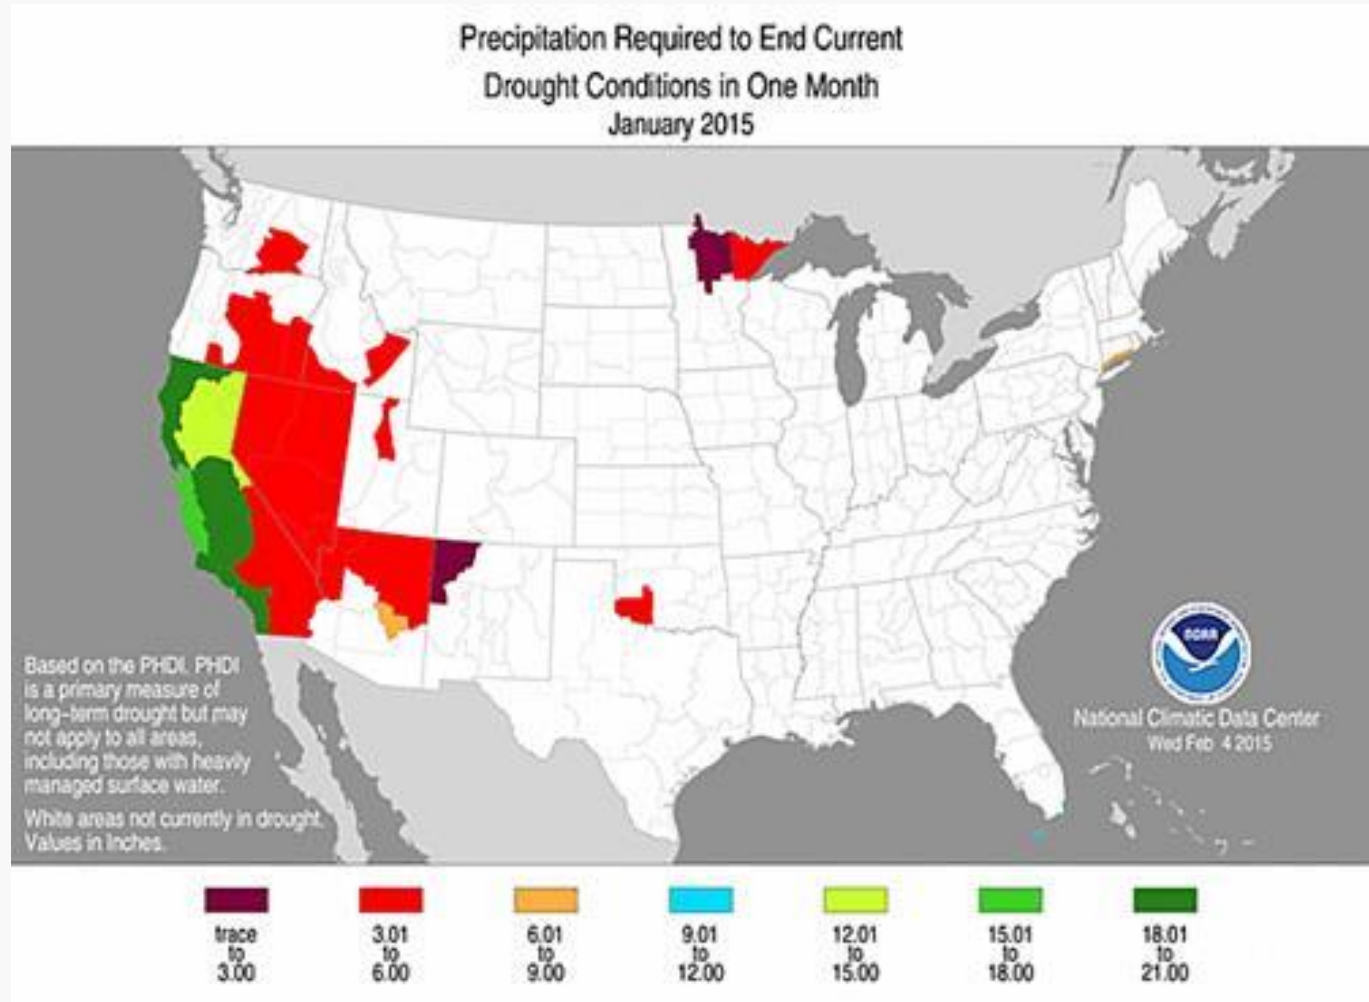 Precipitation Required to End Current
Drought Conditions in One Month
January 2015
Based on the PHDI. PHDI
is a primary measure of
long-term drought but may
not apply to all areas,
including those with heavily
managed surface water.
White areas not currently in drought.
Values in Inches.
NOAA
National Climatic Data Center
Wed Feb 4 2015
trace
to
3.00
3.01
to
6.00
6.01
to
9.00
9.01
to
12.00
12.01
to
15.00
15.01
to
18.00
18.01
to
21.00